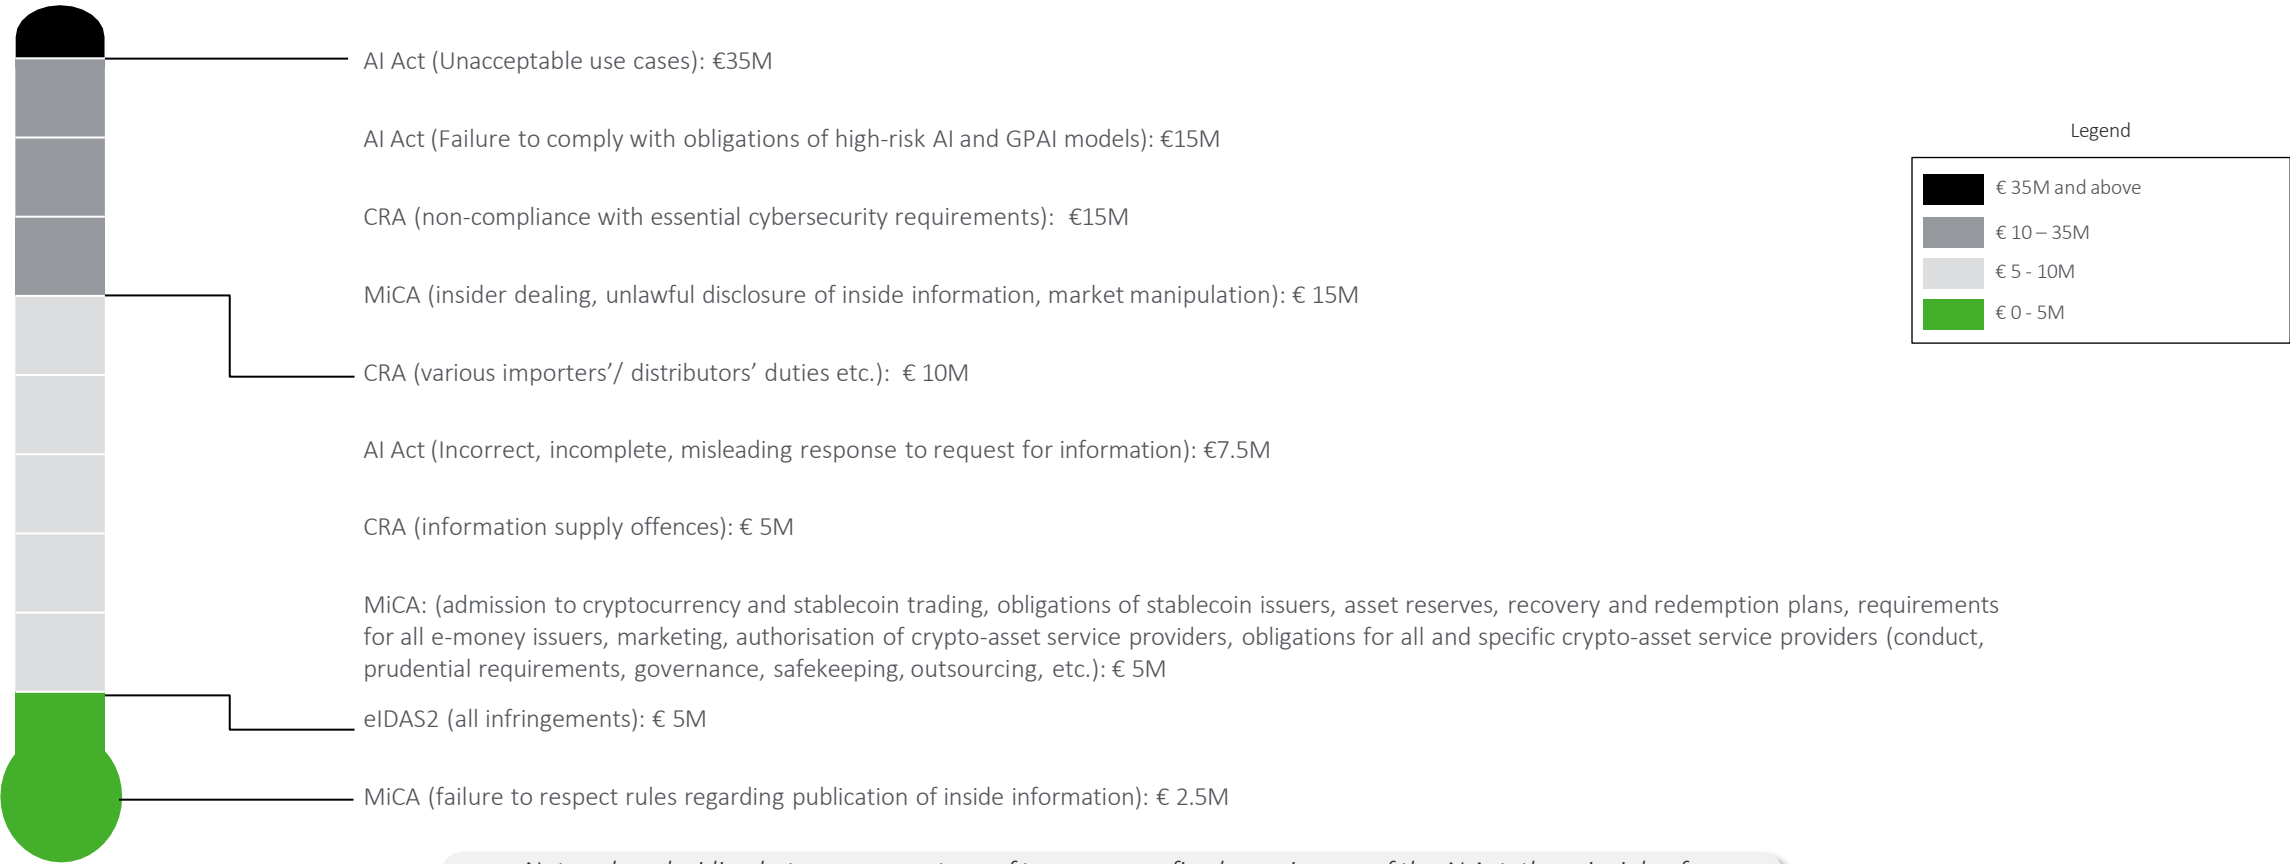 AI Act (Unacceptable use cases): €35M
AI Act (Failure to comply with obligations of high-risk AI and GPAI models): €15M
CRA (non-compliance with essential cybersecurity requirements): €15M
MiCA (insider dealing, unlawful disclosure of inside information, market manipulation): € 15M
CRA (various importers’/ distributors’ duties etc.): € 10M
AI Act (Incorrect, incomplete, misleading response to request for information): €7.5M
CRA (information supply offences): € 5M
MiCA: (admission to cryptocurrency and stablecoin trading, obligations of stablecoin issuers, asset reserves, recovery and redemption plans, requirements
for all e-money issuers, marketing, authorisation of crypto-asset service providers, obligations for all and specific crypto-asset service providers (conduct,
prudential requirements, governance, safekeeping, outsourcing, etc.): € 5M
eIDAS2 (all infringements): € 5M
MiCA (failure to respect rules regarding publication of inside information): € 2.5M
Legend
€ 35M and above
€ 10 – 35M
€ 5 - 10M
€ 0 - 5M